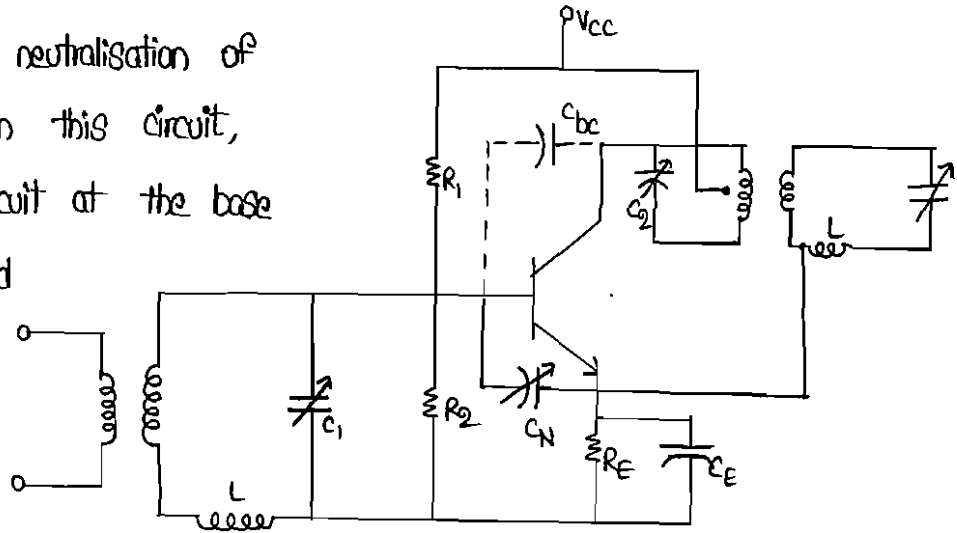 neutralisation of
n this circuit,
cuit at the base
d
VCC
Cbc
R1
C2
L
R2
C1
CN
RE
CE
L